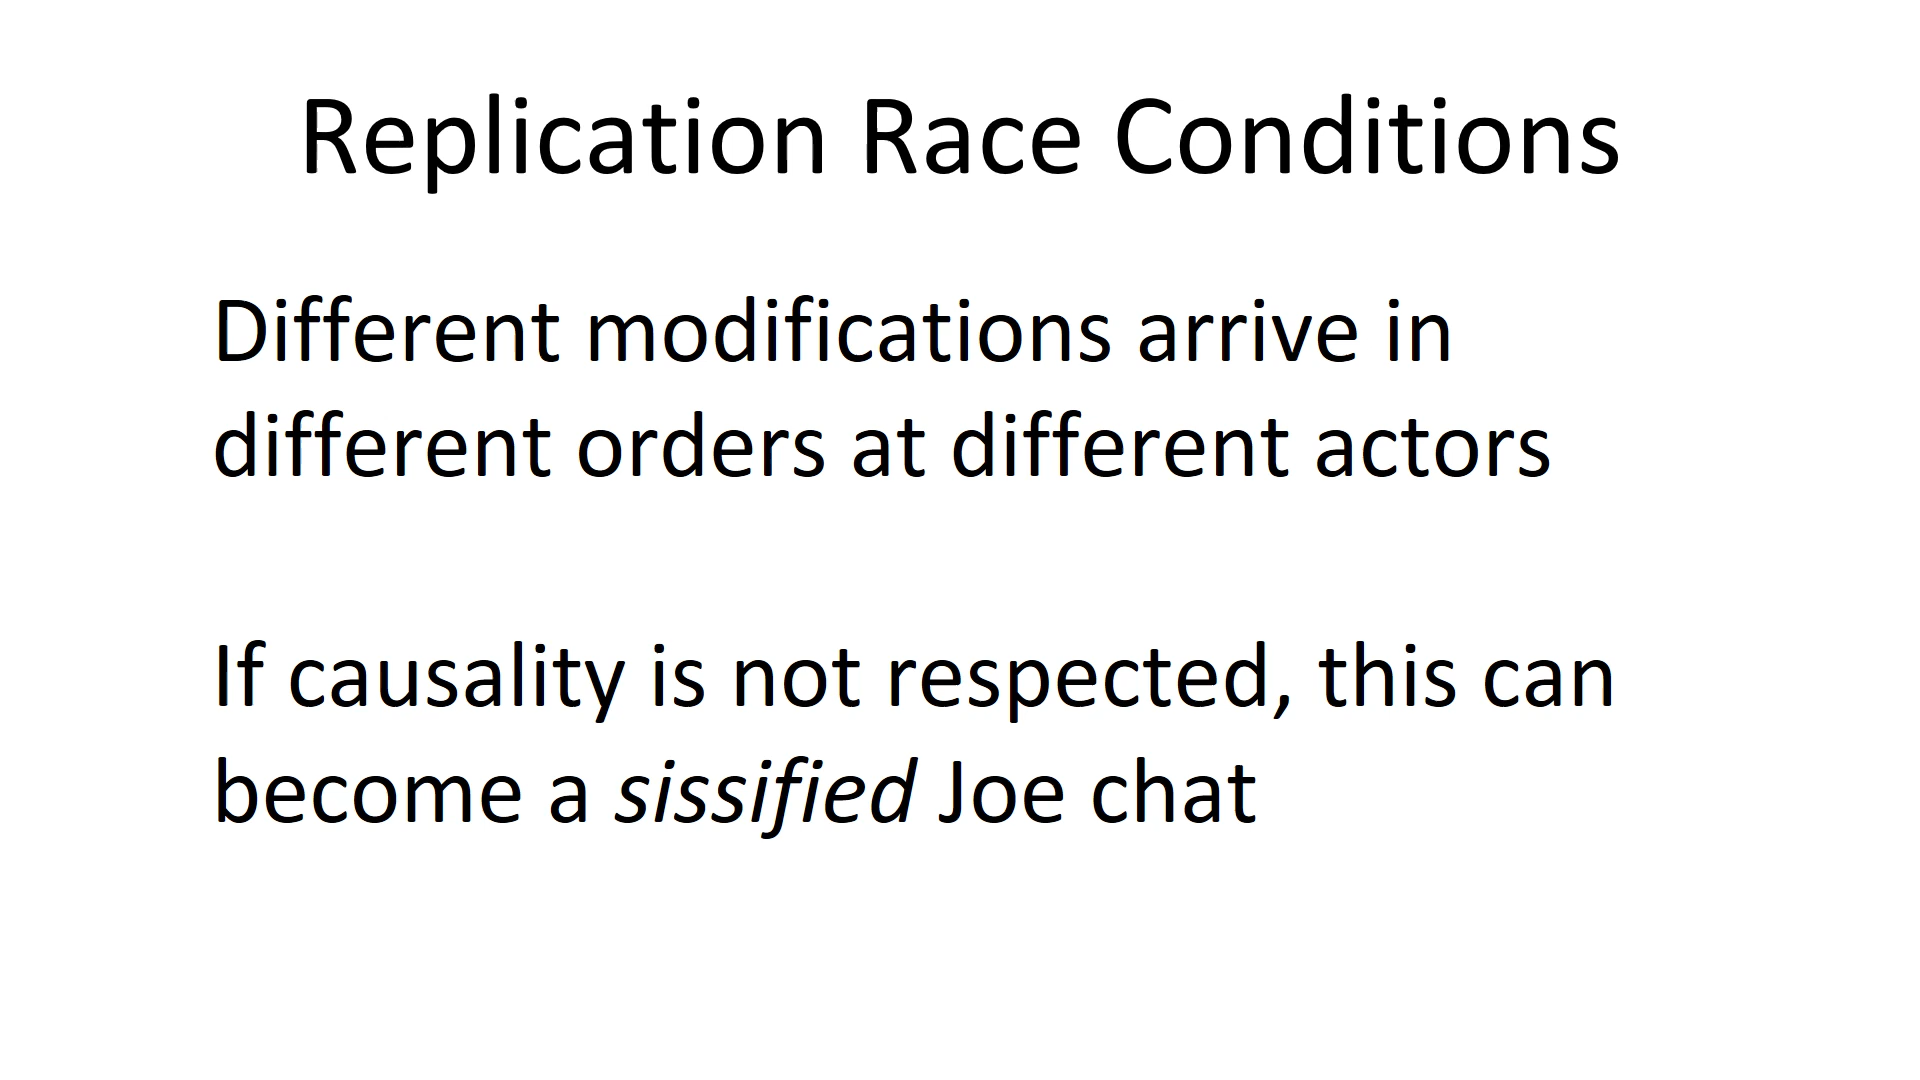 Replication Race Conditions
Different modifications arrive in
different orders at different actors
If causality is not respected, this can
become a sissified Joe chat